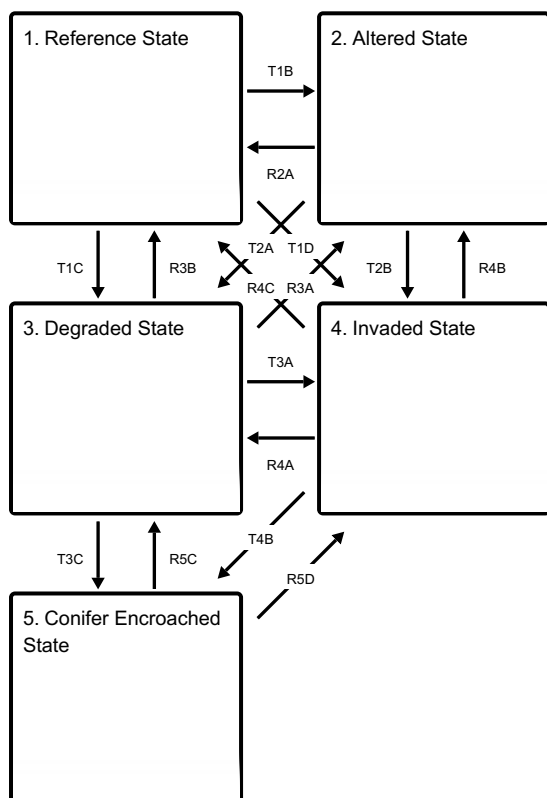 1. Reference State
2. Altered State
T1B
R2A
T2A
T1D
T1C
R3B
T2B
R4B
R4C
R3A
3. Degraded State
4. Invaded State
T3A
R4A
T4B
T3C
R5C
R5D
5. Conifer Encroached
State